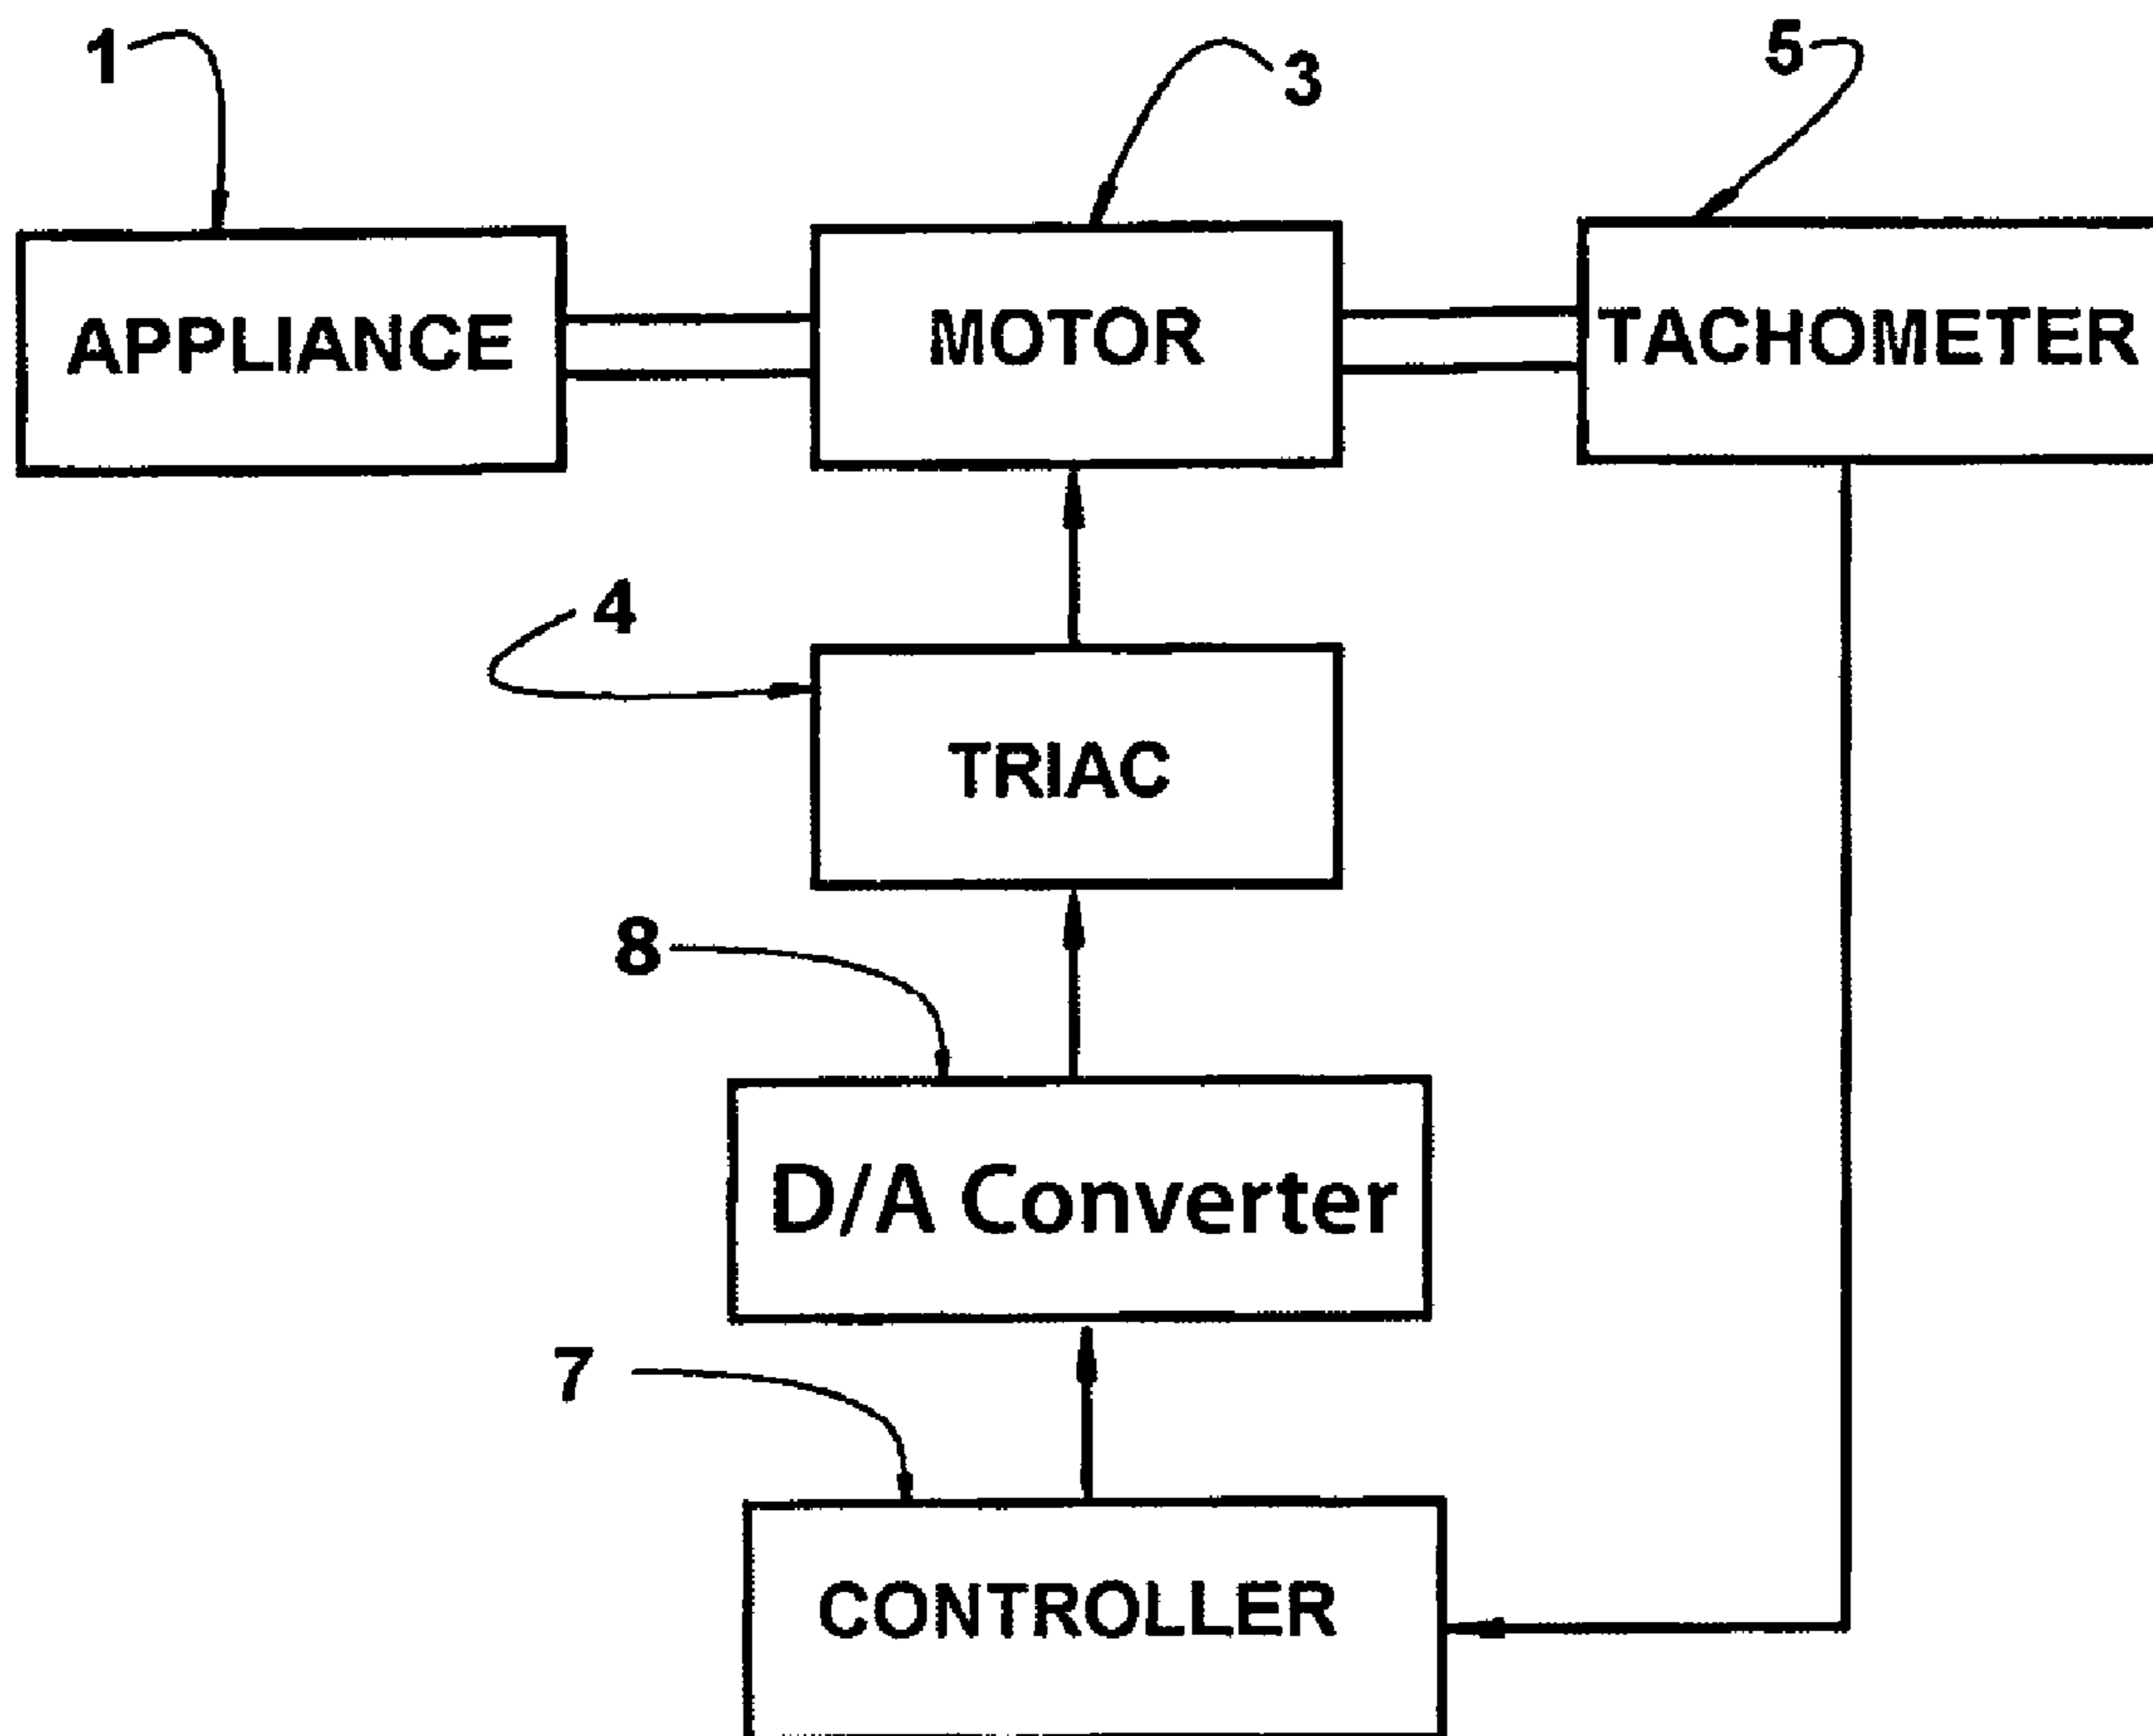 1
3
5
APPLIANCE
MOTOR
TACHOMETER
4
TRIAC
8
D/A Converter
7
CONTROLLER